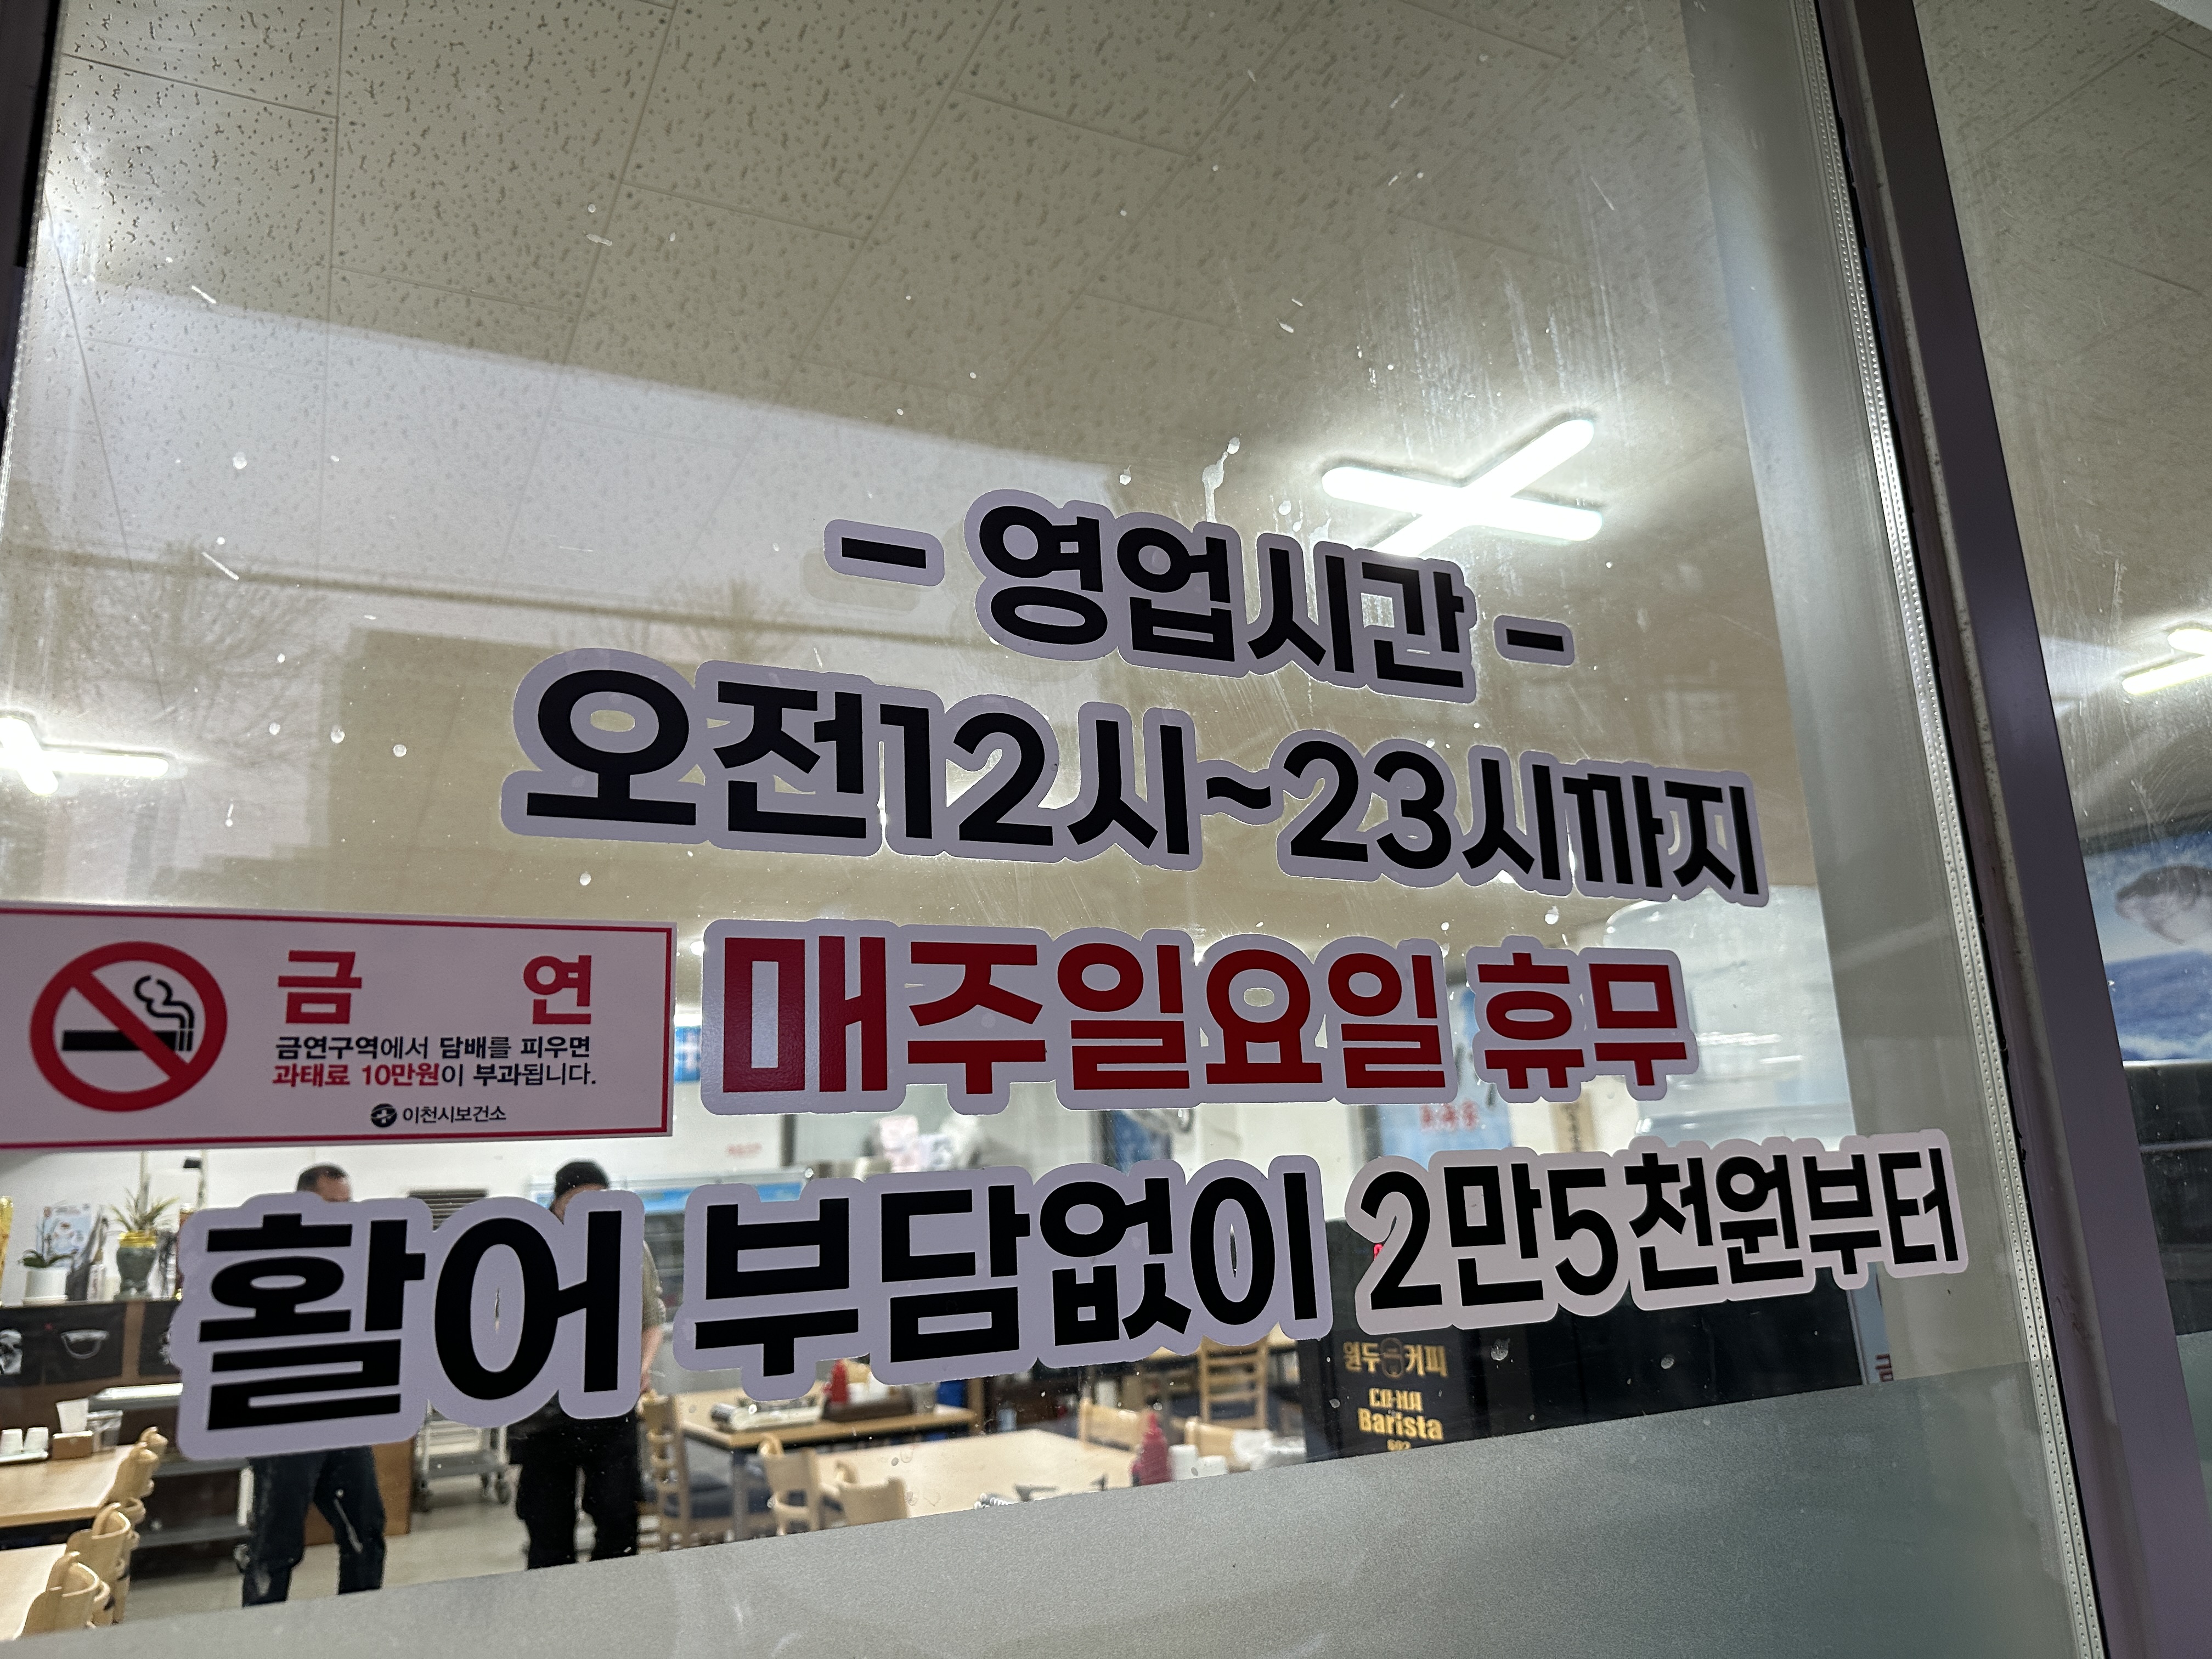 - 영업시간 -
오전12시~23시까지
매주일요일 휴무
금 연
금연구역에서 담배를 피우면
과태료 10만원이 부과됩니다.
이천시보건소
활어 부담없이 2만5천원부터
원두 커피
Barista